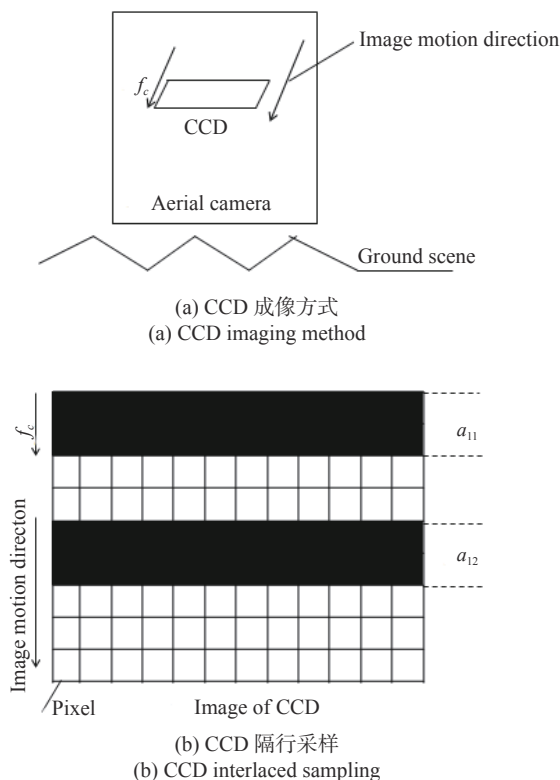 Image motion direction
f_c
CCD
Aerial camera
Ground scene
(a) CCD 成像方式
(a) CCD imaging method
f_c
a_11
Image motion directon
a_12
Pixel
Image of CCD
(b) CCD 隔行采样
(b) CCD interlaced sampling